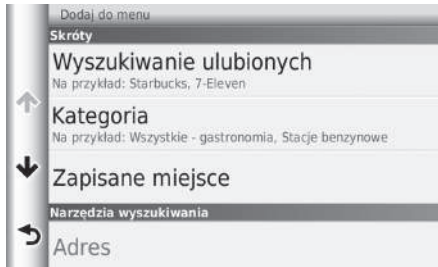 Dodaj do menu
Skróty
Wyszukiwanie ulubionych
Na przykład: Starbucks, 7-Eleven
Kategoria
Na przykład: Wszystkie - gastronomia, Stacje benzynowe
Zapisane miejsce
Narzędzia wyszukiwania
Adres